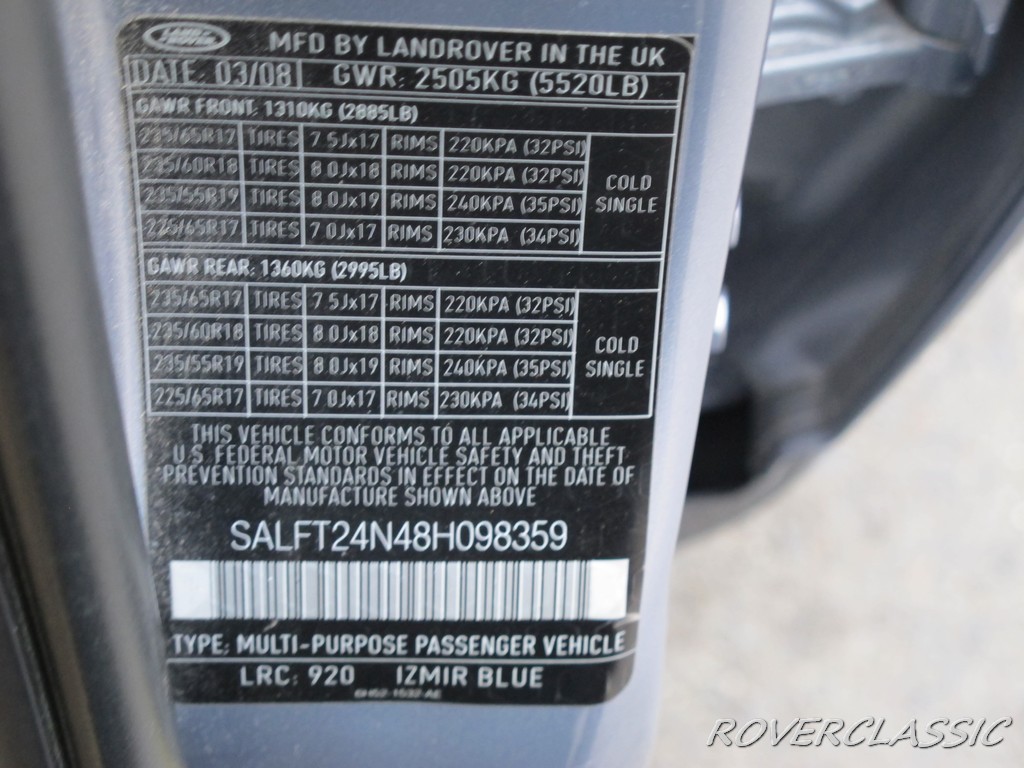 LAND ROVER
MFD BY LANDROVER IN THE UK
DATE: 03/08 GWR: 2505KG (5520LB)
GAWR FRONT: 1310KG (2885LB)
235/65R17 TIRES 7.5Jx17 RIMS 220KPA (32PSI)
235/60R18 TIRES 8.0Jx18 RIMS 220KPA (32PSI)
235/55R19 TIRES 8.0Jx19 RIMS 240KPA (35PSI)
225/65R17 TIRES 7.0Jx17 RIMS 230KPA (34PSI)
COLD
SINGLE
GAWR REAR: 1360KG (2995LB)
235/65R17 TIRES 7.5Jx17 RIMS 220KPA (32PSI)
235/60R18 TIRES 8.0Jx18 RIMS 220KPA (32PSI)
235/55R19 TIRES 8.0Jx19 RIMS 240KPA (35PSI)
225/65R17 TIRES 7.0Jx17 RIMS 230KPA (34PSI)
COLD
SINGLE
THIS VEHICLE CONFORMS TO ALL APPLICABLE
U.S. FEDERAL MOTOR VEHICLE SAFETY AND THEFT
PREVENTION STANDARDS IN EFFECT ON THE DATE OF
MANUFACTURE SHOWN ABOVE
SALFT24N48H098359
TYPE: MULTI-PURPOSE PASSENGER VEHICLE
LRC: 920 IZMIR BLUE
6H52-1532-AE
ROVERCLASSIC